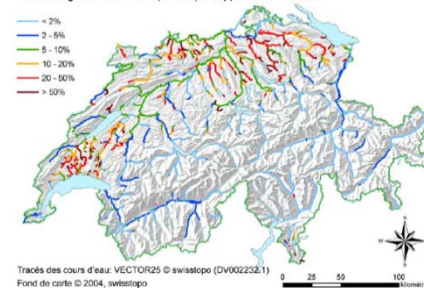 < 2%
2 - 5%
5 - 10%
10 - 20%
20 - 50%
> 50%
Tracés des cours d'eau: VECTOR25 © swisstopo (DV002232.1)
Fond de carte © 2004, swisstopo
0 25 50 100
N